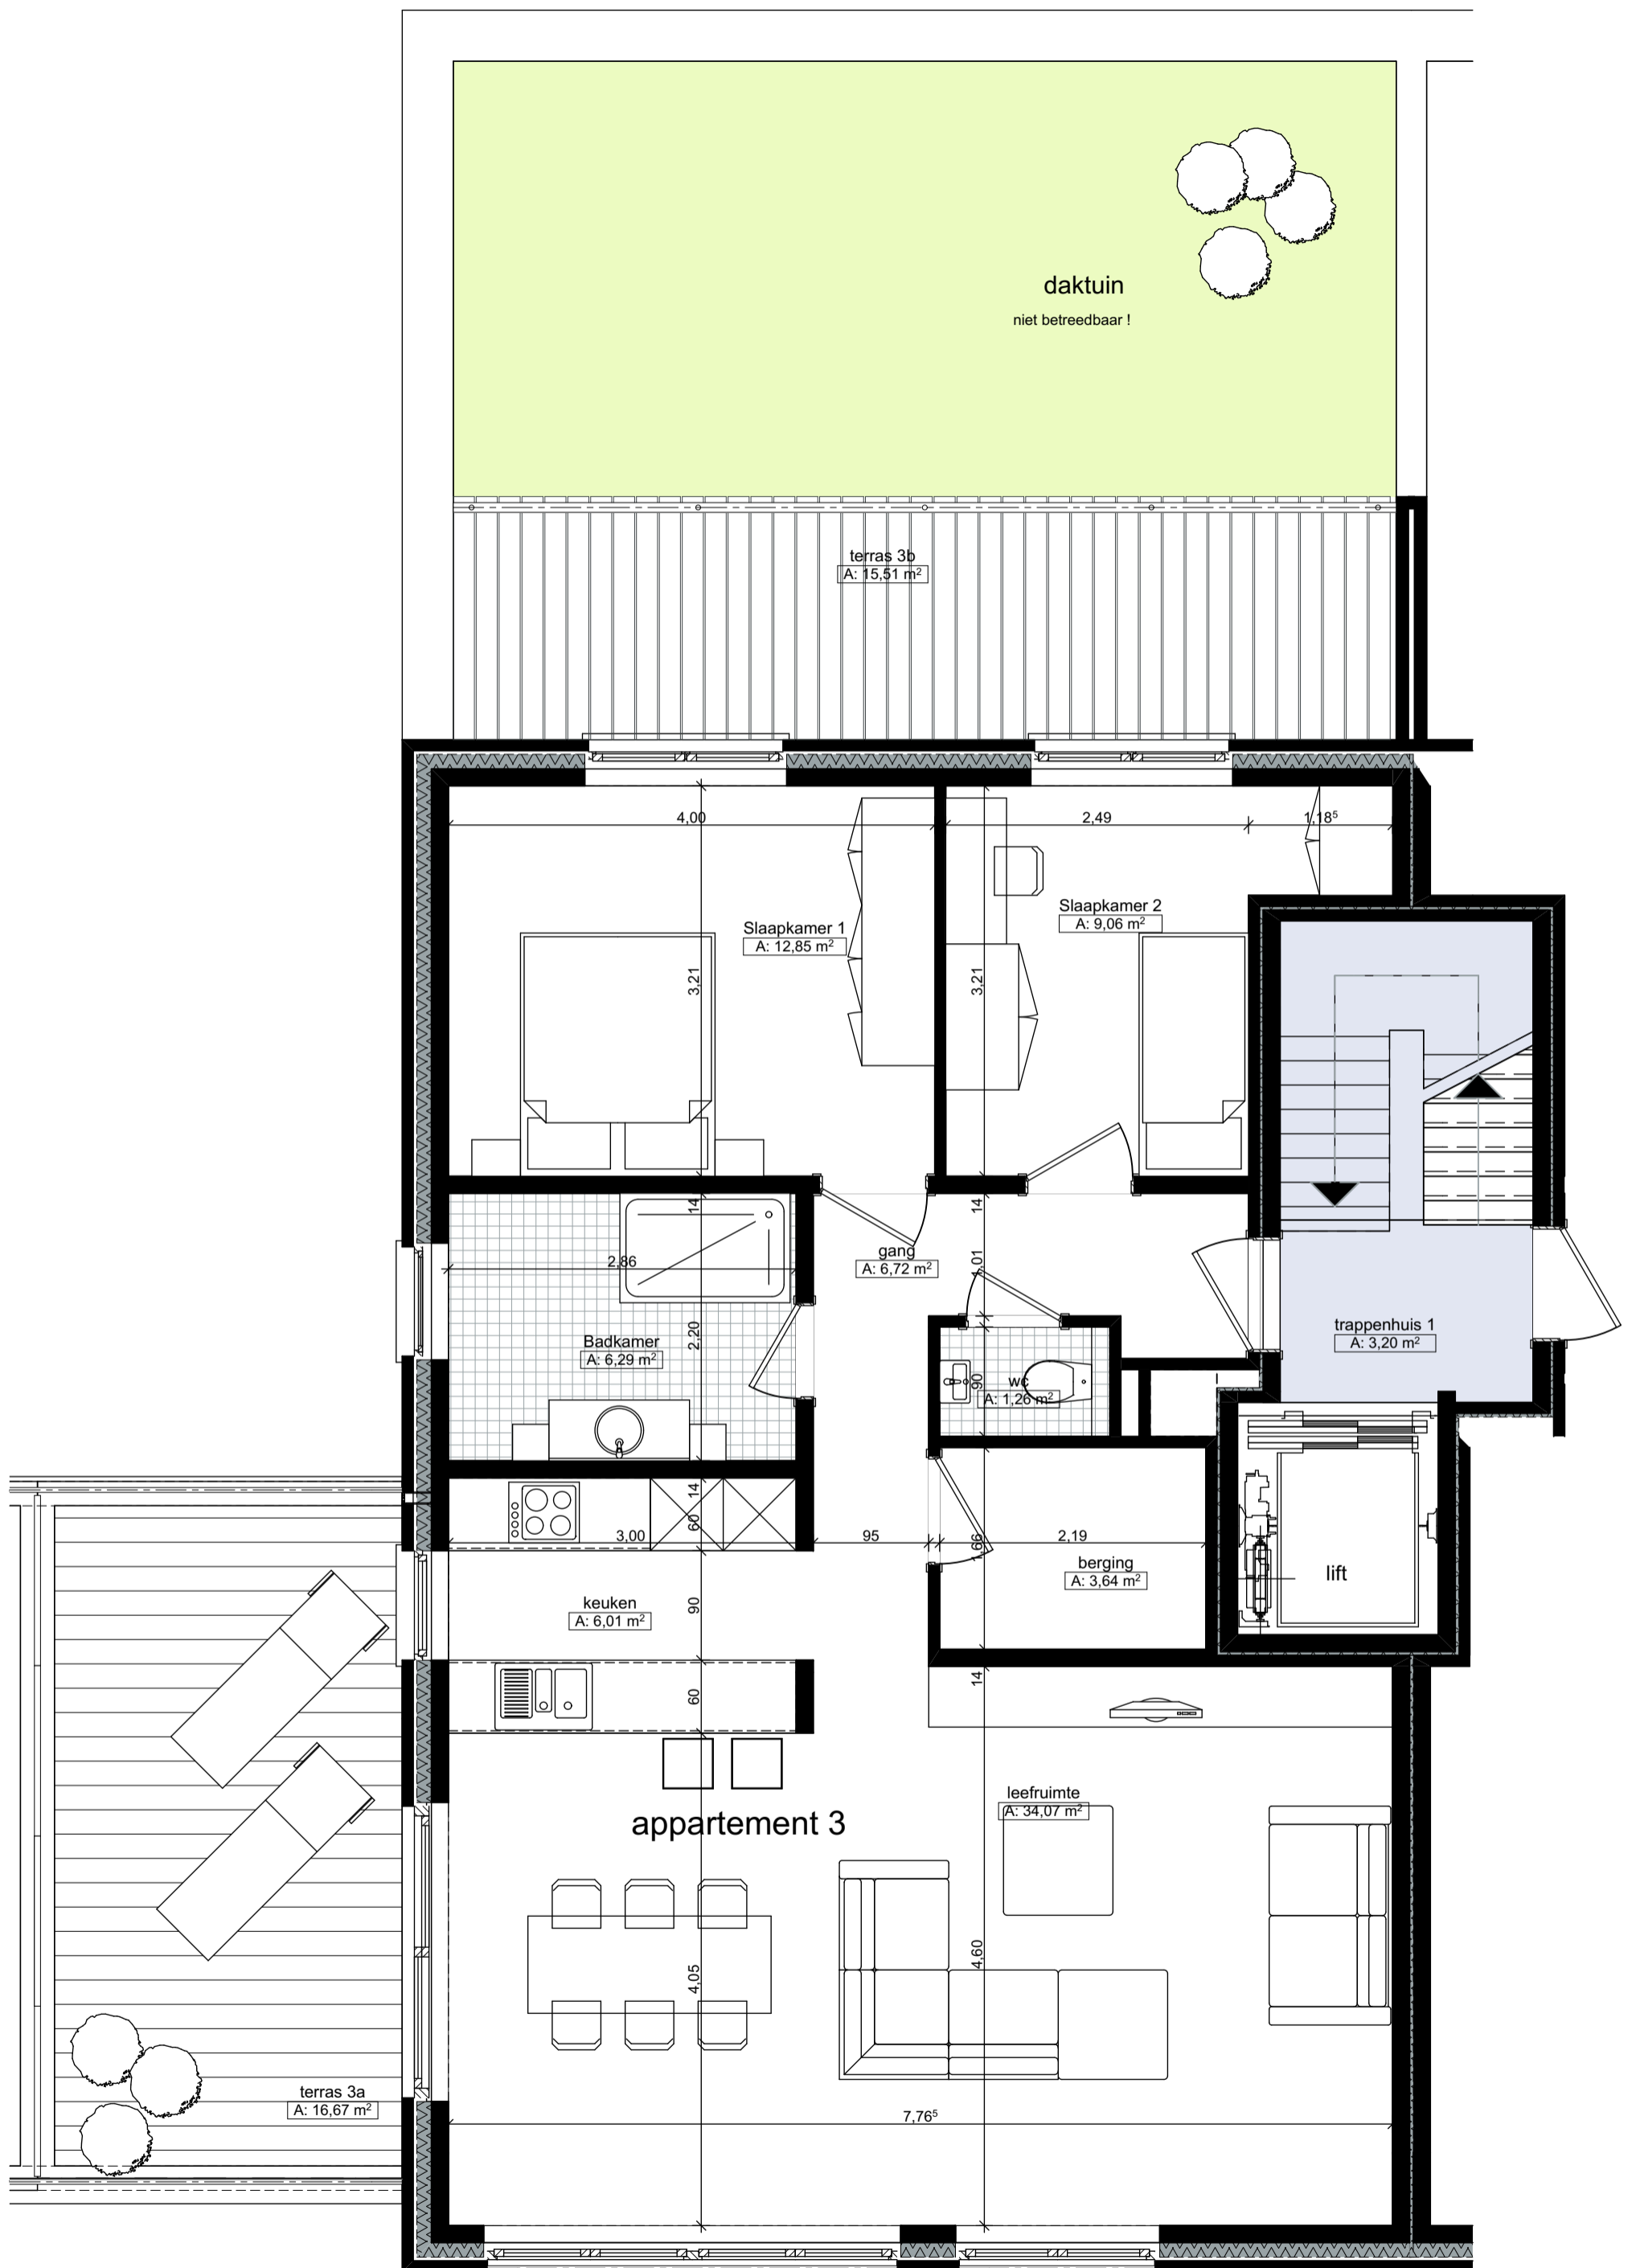 daktuin
niet betreedbaar !
terras 3b
A: 15,51 m²
4,00
2,49
1,18⁵
Slaapkamer 1
A: 12,85 m²
Slaapkamer 2
A: 9,06 m²
3,21
3,21
14
14
2,86
gang
A: 6,72 m²
1,01
Badkamer
A: 6,29 m²
2,20
trappenhuis 1
A: 3,20 m²
wc
A: 1,26 m²
90
14
60
3,00
95
1,66
2,19
berging
A: 3,64 m²
lift
keuken
A: 6,01 m²
90
60
14
leefruimte
A: 34,07 m²
appartement 3
4,05
4,60
terras 3a
A: 16,67 m²
7,76⁵